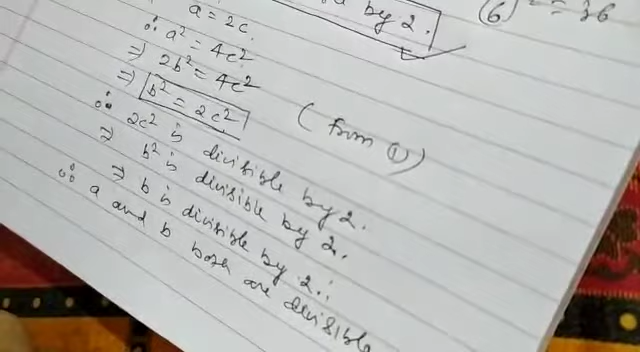 by 2.
(6)² = 36
a = 2c.
∴ a² = 4c²
⇒ 2b² = 4c²
⇒ b² = 2c² (from ①)
∴ 2c² is divisible by 2.
⇒ b² is divisible by 2.
⇒ b is divisible by 2.
∴ a and b both are divisible